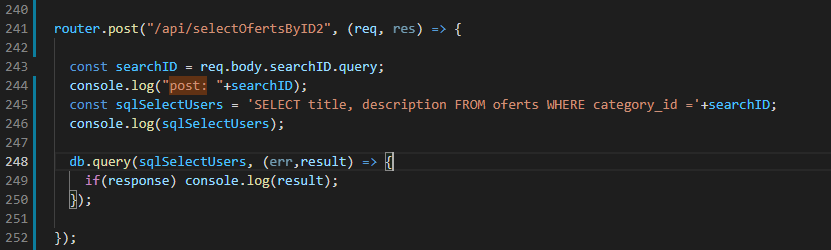 240
241 router.post("/api/selectOfertsByID2", (req, res) => {
242
243 const searchID = req.body.searchID.query;
244 console.log("post: "+searchID);
245 const sqlSelectUsers = 'SELECT title, description FROM oferts WHERE category_id ='+searchID;
246 console.log(sqlSelectUsers);
247
248 db.query(sqlSelectUsers, (err,result) => {
249 if(response) console.log(result);
250 });
251
252 });